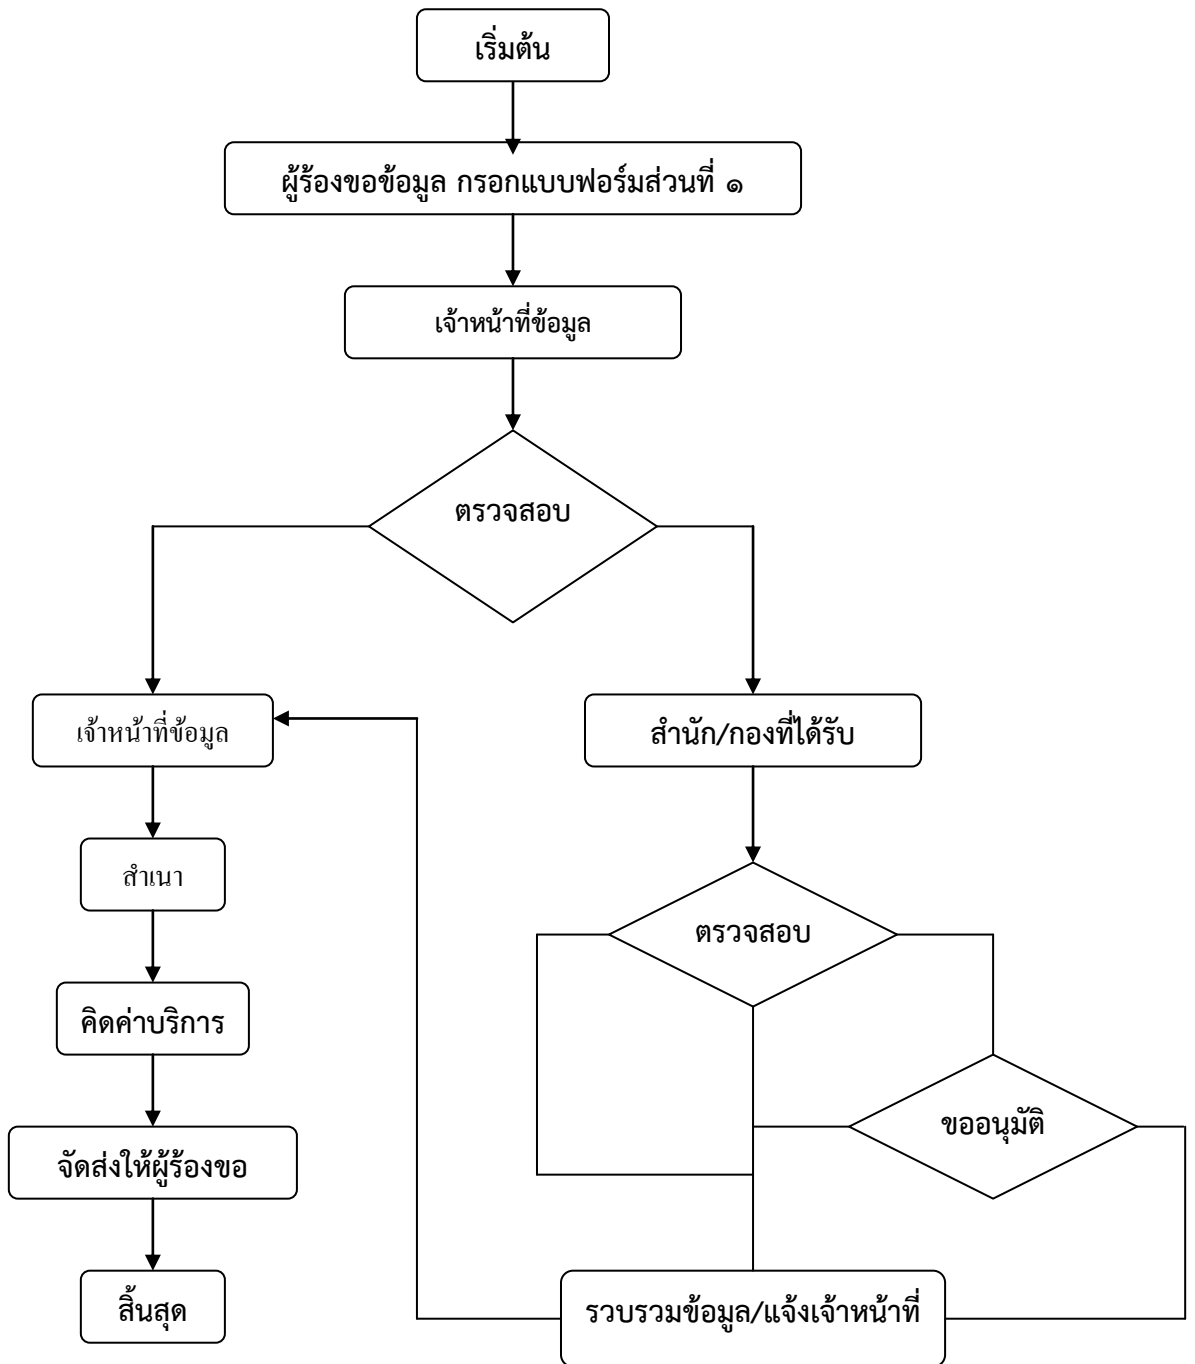 เริ่มต้น
ผู้ร้องขอข้อมูล กรอกแบบฟอร์มส่วนที่ ๑
เจ้าหน้าที่ข้อมูล
ตรวจสอบ
เจ้าหน้าที่ข้อมูล
สำนัก/กองที่ได้รับ
สำเนา
ตรวจสอบ
คิดค่าบริการ
ขออนุมัติ
จัดส่งให้ผู้ร้องขอ
สิ้นสุด
รวบรวมข้อมูล/แจ้งเจ้าหน้าที่